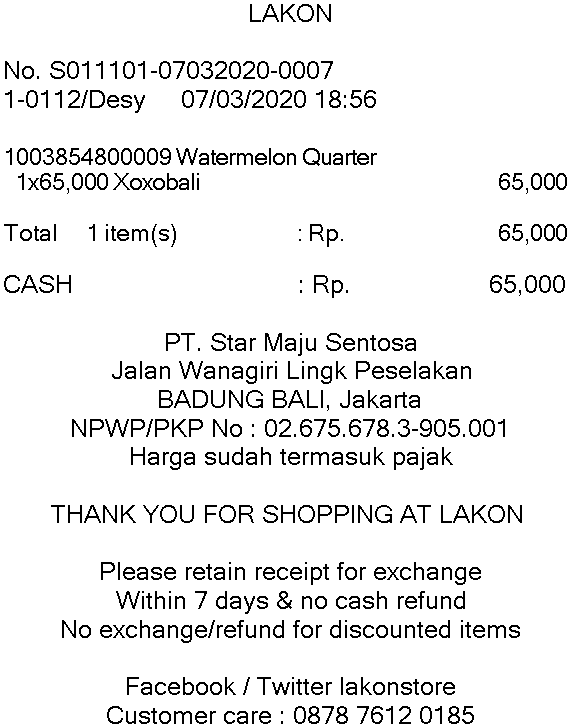 LAKON
No. S011101-07032020-0007
1-0112/Desy 07/03/2020 18:56
1003854800009 Watermelon Quarter
1x65,000 Xoxobali 65,000
Total 1 item(s) : Rp. 65,000
CASH : Rp. 65,000
PT. Star Maju Sentosa
Jalan Wanagiri Lingk Peselakan
BADUNG BALI, Jakarta
NPWP/PKP No : 02.675.678.3-905.001
Harga sudah termasuk pajak
THANK YOU FOR SHOPPING AT LAKON
Please retain receipt for exchange
Within 7 days & no cash refund
No exchange/refund for discounted items
Facebook / Twitter lakonstore
Customer care : 0878 7612 0185